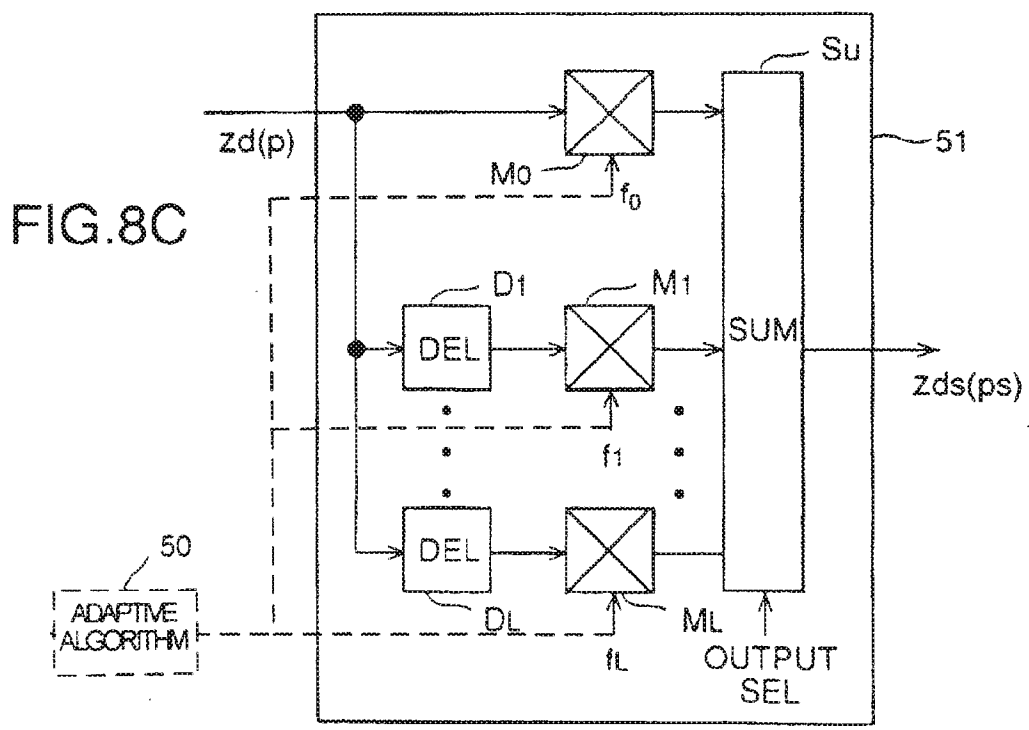 Su
zd(p)
51
M0
f0
FIG.8C
D1
M1
DEL
SUM
zds(ps)
f1
50
DEL
ADAPTIVE
ALGORITHM
DL
ML
fL
OUTPUT
SEL